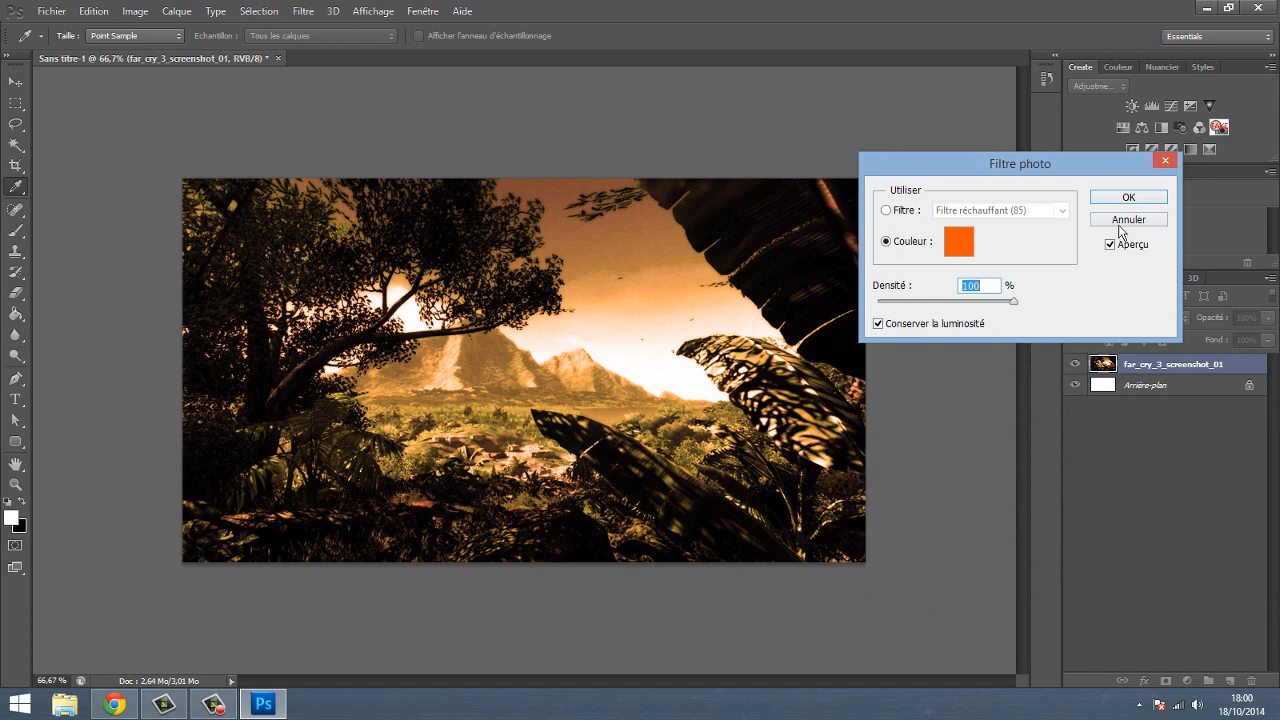 Ps Fichier Edition Image Calque Type Sélection Filtre 3D Affichage Fenêtre Aide
Taille : Point Sample Echantillon : Tous les calques Afficher l'anneau d'échantillonnage Essentials
Sans titre-1 @ 66,7% (far_cry_3_screenshot_01, RVB/8) * ×
Create Couleur Nuancier Styles
Adjustme...
Filtre photo
Utiliser
Filtre : Filtre réchauffant (85)
Couleur :
OK
Annuler
Aperçu
Densité : 100 %
Conserver la luminosité
3D
Opacité : 100%
Fond : 100%
far_cry_3_screenshot_01
Arrière-plan
66,67 % Doc : 2,64 Mo/3,01 Mo
Ps
18:00
18/10/2014